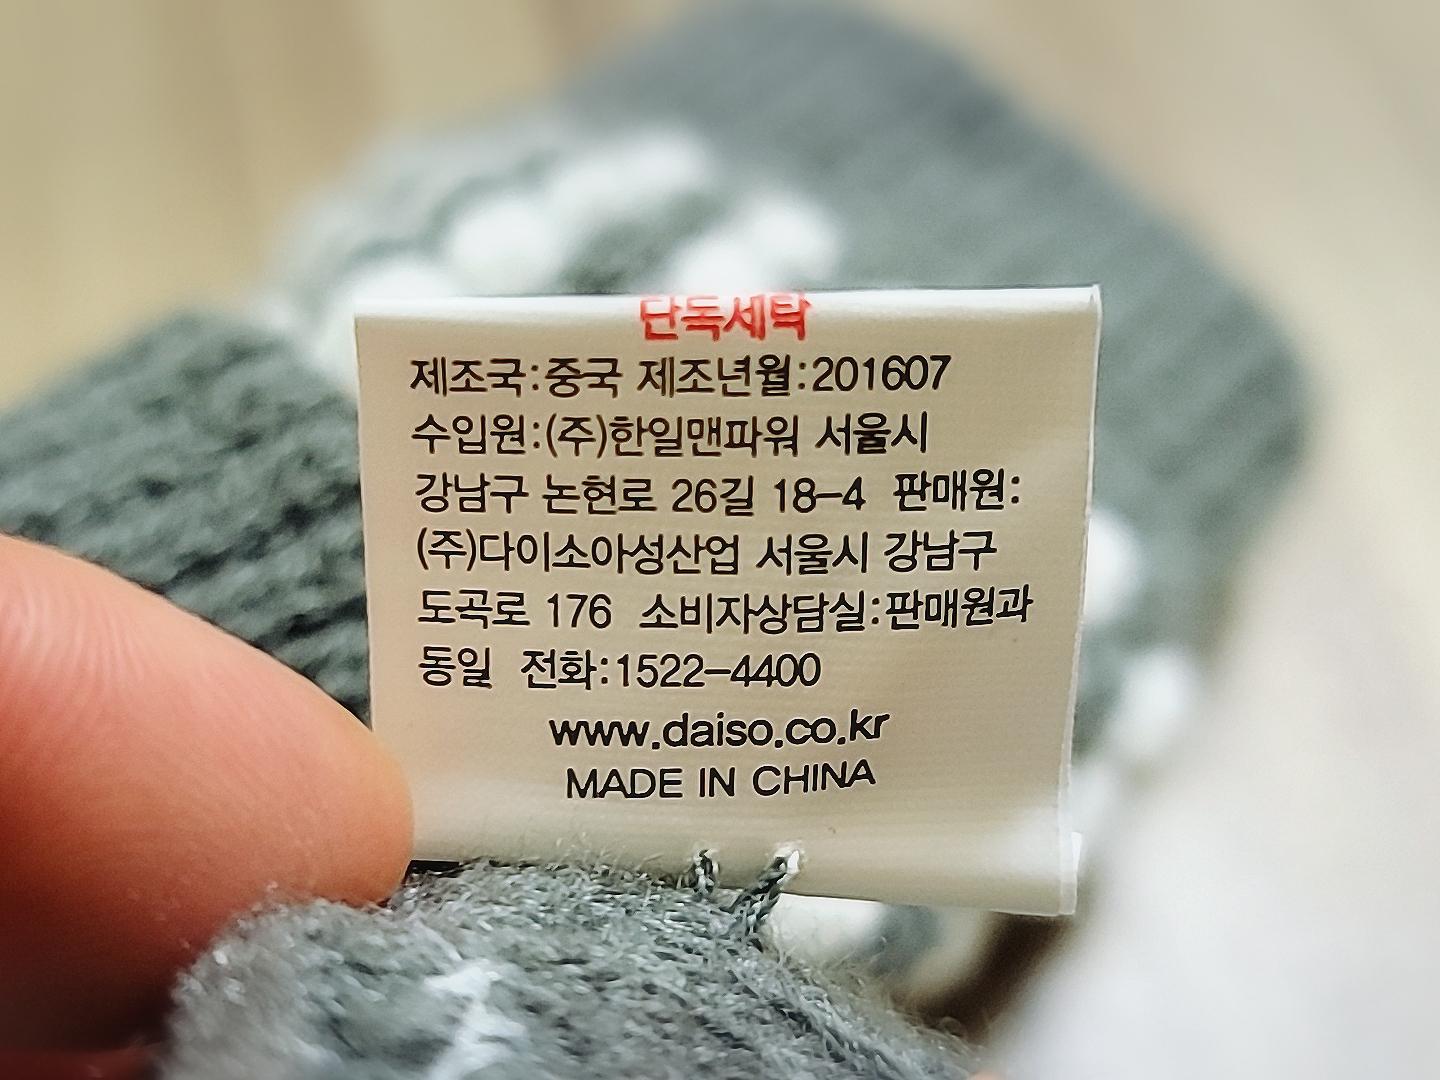 단독세탁
제조국:중국 제조년월:201607
수입원:(주)한일맨파워 서울시
강남구 논현로 26길 18-4 판매원:
(주)다이소아성산업 서울시 강남구
도곡로 176 소비자상담실:판매원과
동일 전화:1522-4400
www.daiso.co.kr
MADE IN CHINA